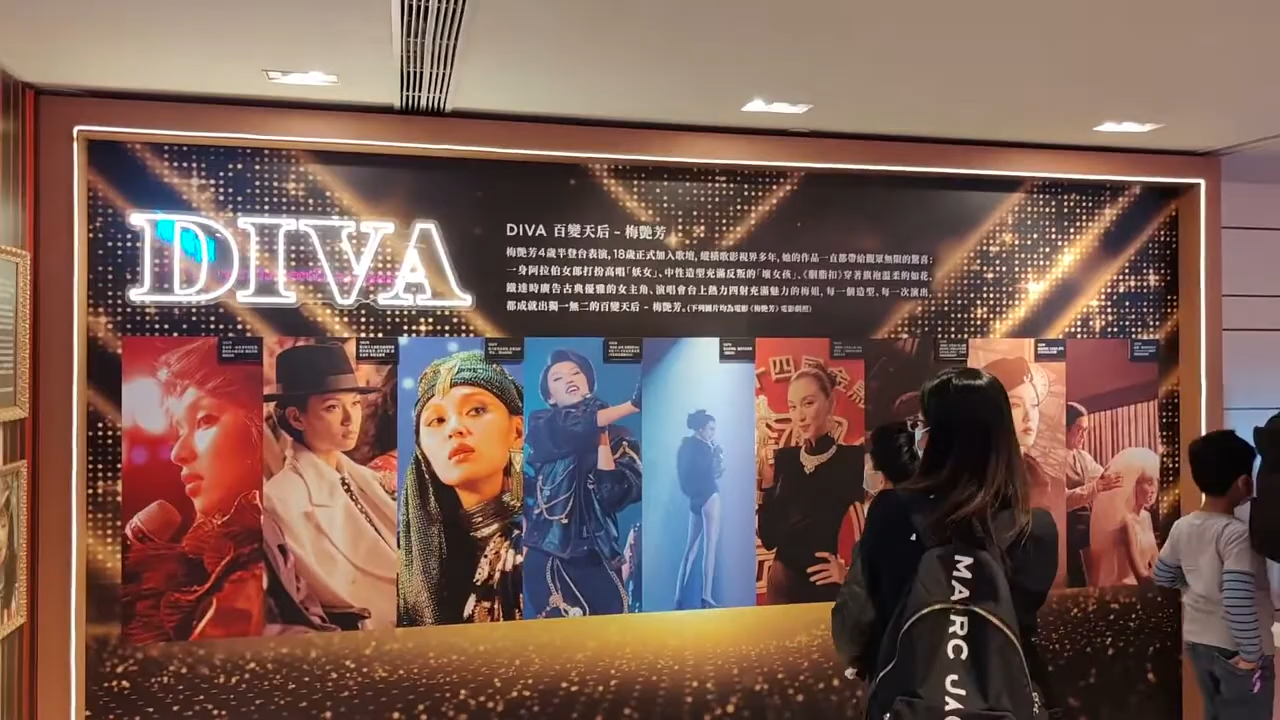 DIVA
DIVA 百變天后 - 梅艷芳
梅艷芳4歲半登台表演, 18歲正式加入歌壇, 縱橫歌影視界多年, 她的作品一直都帶給觀眾無限的驚喜:
一身阿拉伯女郎打扮高唱「妖女」、中性造型充滿反叛的「壞女孩」、《胭脂扣》穿著旗袍溫柔的如花,
鐵達時廣告古典優雅的女主角、演唱會台上熱力四射充滿魅力的梅姐, 每一個造型、每一次演出,
都成就出獨一無二的百變天后 - 梅艷芳。(下列圖片均為電影《梅艷芳》電影劇照)
十四 金
MARC JAC